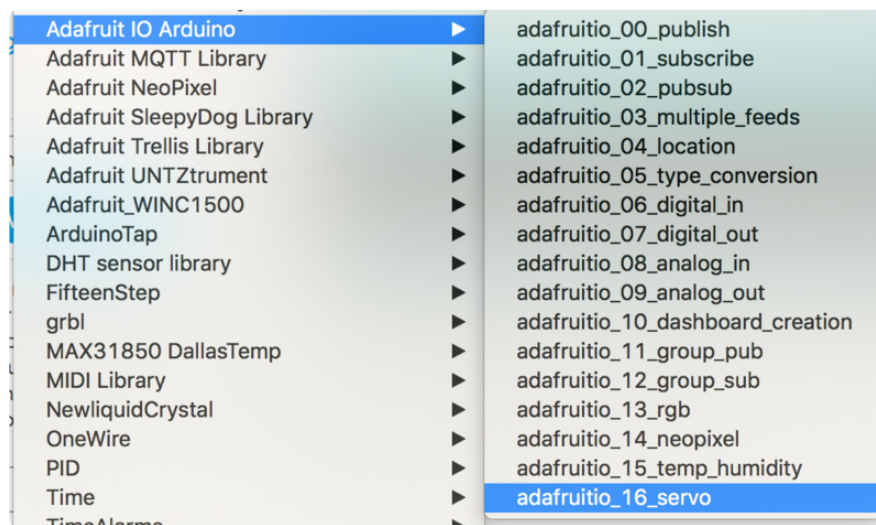 Adafruit IO Arduino
Adafruit MQTT Library
Adafruit NeoPixel
Adafruit SleepyDog Library
Adafruit Trellis Library
Adafruit UNTZtrument
Adafruit_WINC1500
ArduinoTap
DHT sensor library
FifteenStep
grbl
MAX31850 DallasTemp
MIDI Library
NewliquidCrystal
OneWire
PID
Time
adafruitio_00_publish
adafruitio_01_subscribe
adafruitio_02_pubsub
adafruitio_03_multiple_feeds
adafruitio_04_location
adafruitio_05_type_conversion
adafruitio_06_digital_in
adafruitio_07_digital_out
adafruitio_08_analog_in
adafruitio_09_analog_out
adafruitio_10_dashboard_creation
adafruitio_11_group_pub
adafruitio_12_group_sub
adafruitio_13_rgb
adafruitio_14_neopixel
adafruitio_15_temp_humidity
adafruitio_16_servo